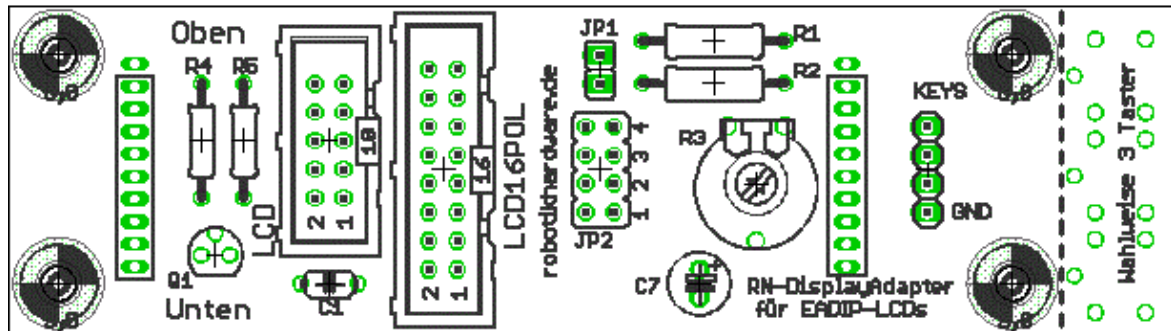 Oben
R4
R5
LCD
10
2 1
Q1
Unten
C1
LCD16POL
16
2 1
robotikhardware.de
JP1
R1
R2
R3
4
3
2
1
JP2
C7
+
RN-DisplayAdapter
für EADIP-LCDs
KEYS
GND
Wahlweise 3 Taster